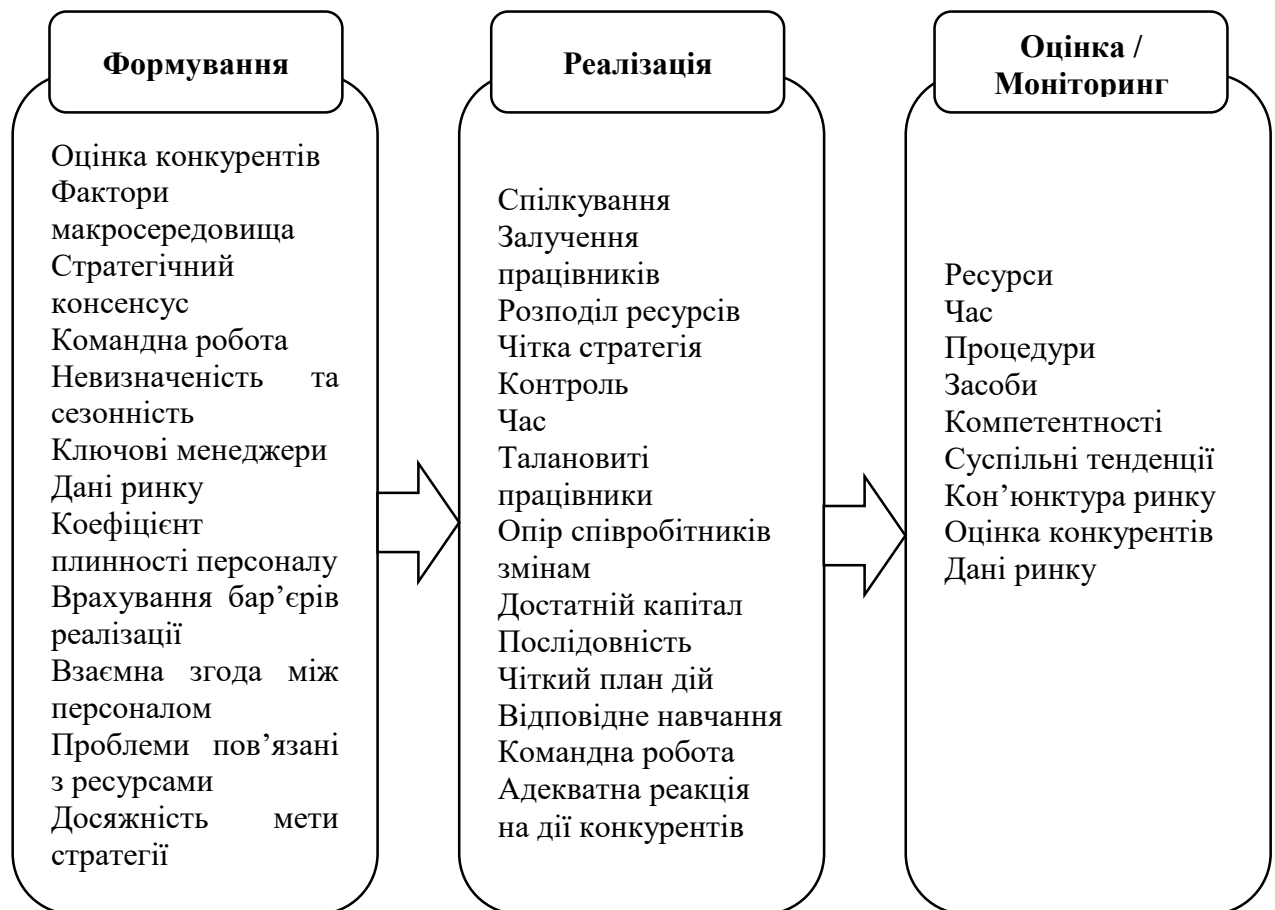 Формування
Оцінка конкурентів
Фактори
макросередовища
Стратегічний
консенсус
Командна робота
Невизначеність та
сезонність
Ключові менеджери
Дані ринку
Коефіцієнт
плинності персоналу
Врахування бар’єрів
реалізації
Взаємна згода між
персоналом
Проблеми пов’язані
з ресурсами
Досяжність мети
стратегії
Реалізація
Спілкування
Залучення
працівників
Розподіл ресурсів
Чітка стратегія
Контроль
Час
Талановиті
працівники
Опір співробітників
змінам
Достатній капітал
Послідовність
Чіткий план дій
Відповідне навчання
Командна робота
Адекватна реакція
на дії конкурентів
Оцінка /
Моніторинг
Ресурси
Час
Процедури
Засоби
Компетентності
Суспільні тенденції
Кон’юнктура ринку
Оцінка конкурентів
Дані ринку